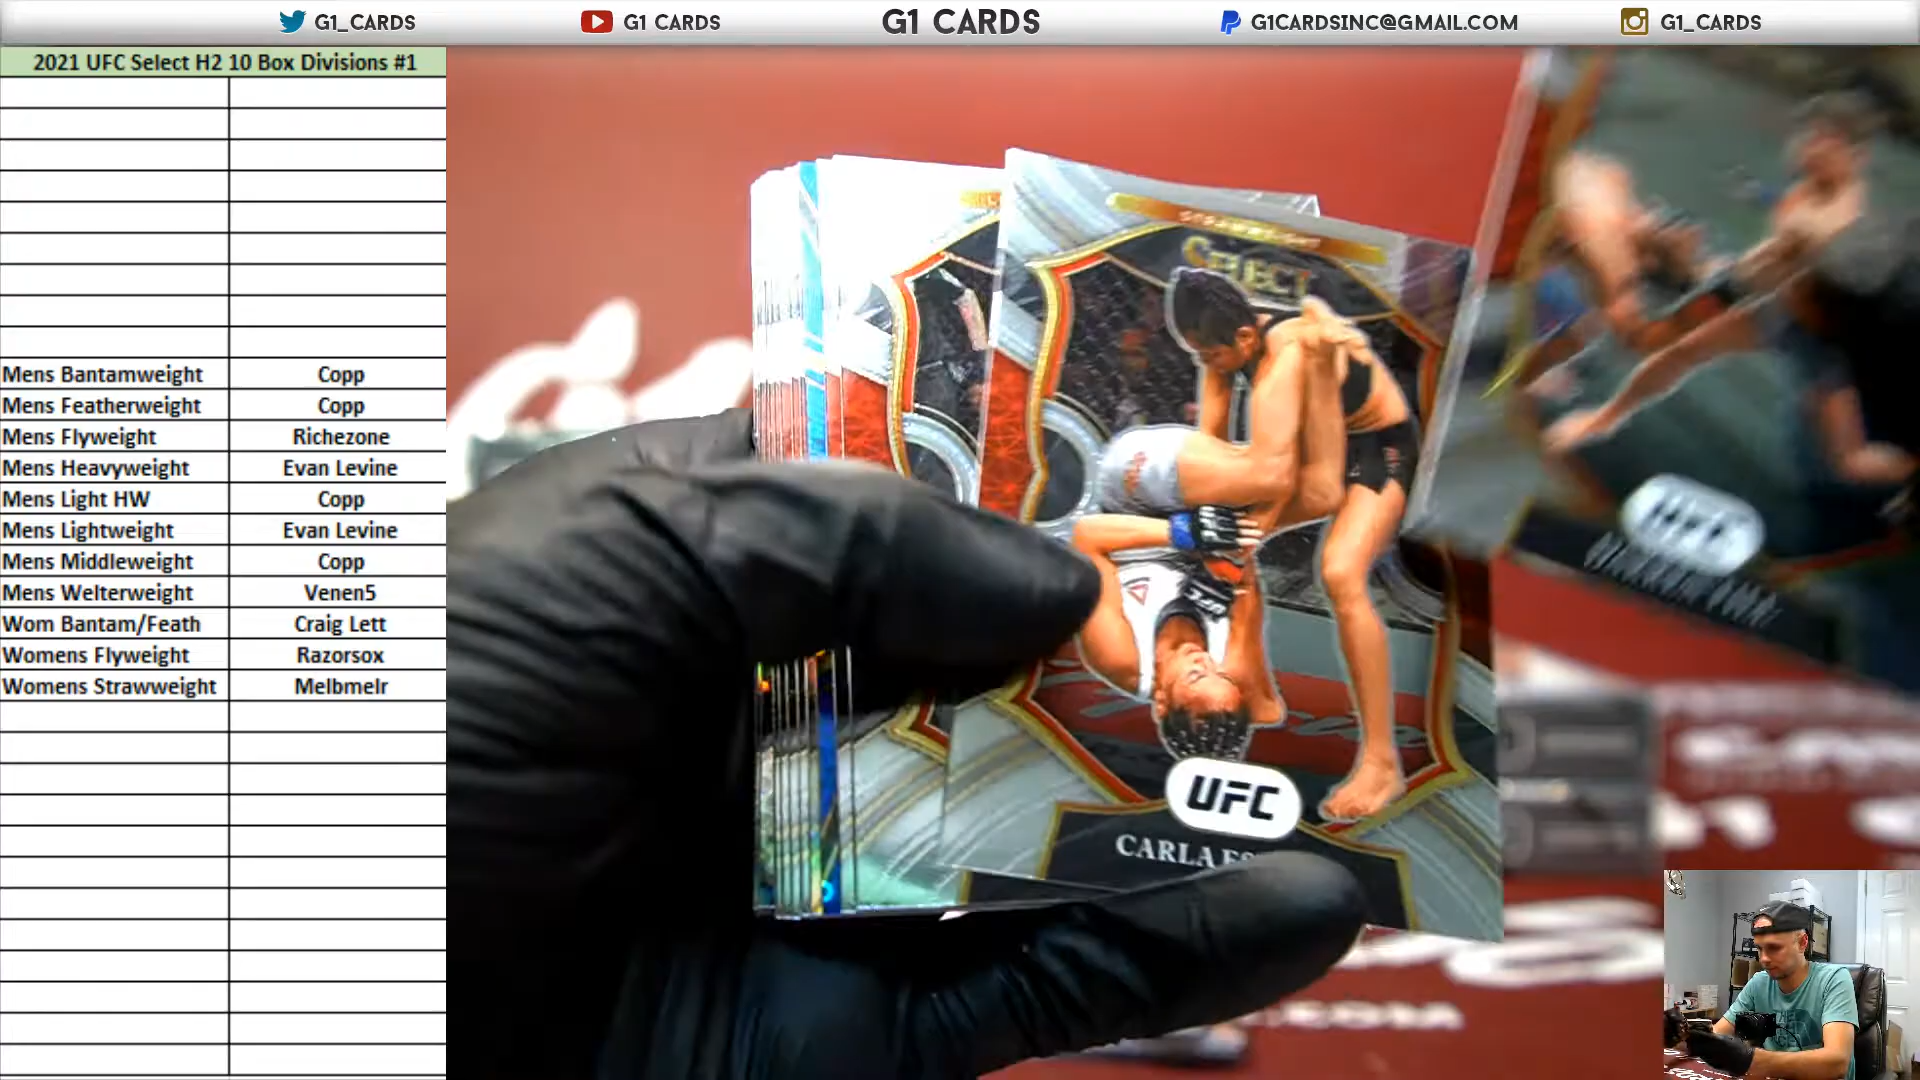 G1_CARDS
G1 CARDS
G1 CARDS
G1CARDSINC@GMAIL.COM
G1_CARDS
2021 UFC Select H2 10 Box Divisions #1
Mens Bantamweight Copp
Mens Featherweight Copp
Mens Flyweight Richezone
Mens Heavyweight Evan Levine
Mens Light HW Copp
Mens Lightweight Evan Levine
Mens Middleweight Copp
Mens Welterweight Venen5
Wom Bantam/Feath Craig Lett
Womens Flyweight Razorsox
Womens Strawweight Melbmelr
STRAWWEIGHT
SELECT
UFC
UFC
CARLA
UFC